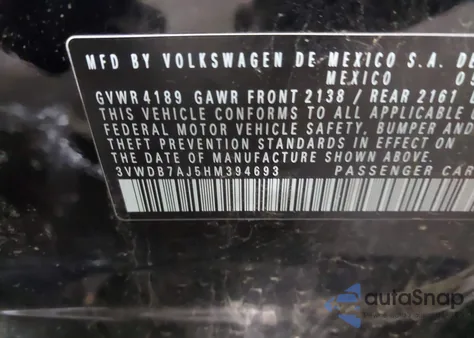 MFD BY VOLKSWAGEN DE MEXICO S.A. DE
MEXICO
GVWR 4189 GAWR FRONT 2138 / REAR 2161
THIS VEHICLE CONFORMS TO ALL APPLICABLE
FEDERAL MOTOR VEHICLE SAFETY, BUMPER AND
THEFT PREVENTION STANDARDS IN EFFECT ON
THE DATE OF MANUFACTURE SHOWN ABOVE.
3VWDB7AJ5HM394693 PASSENGER CAR
autoSnap